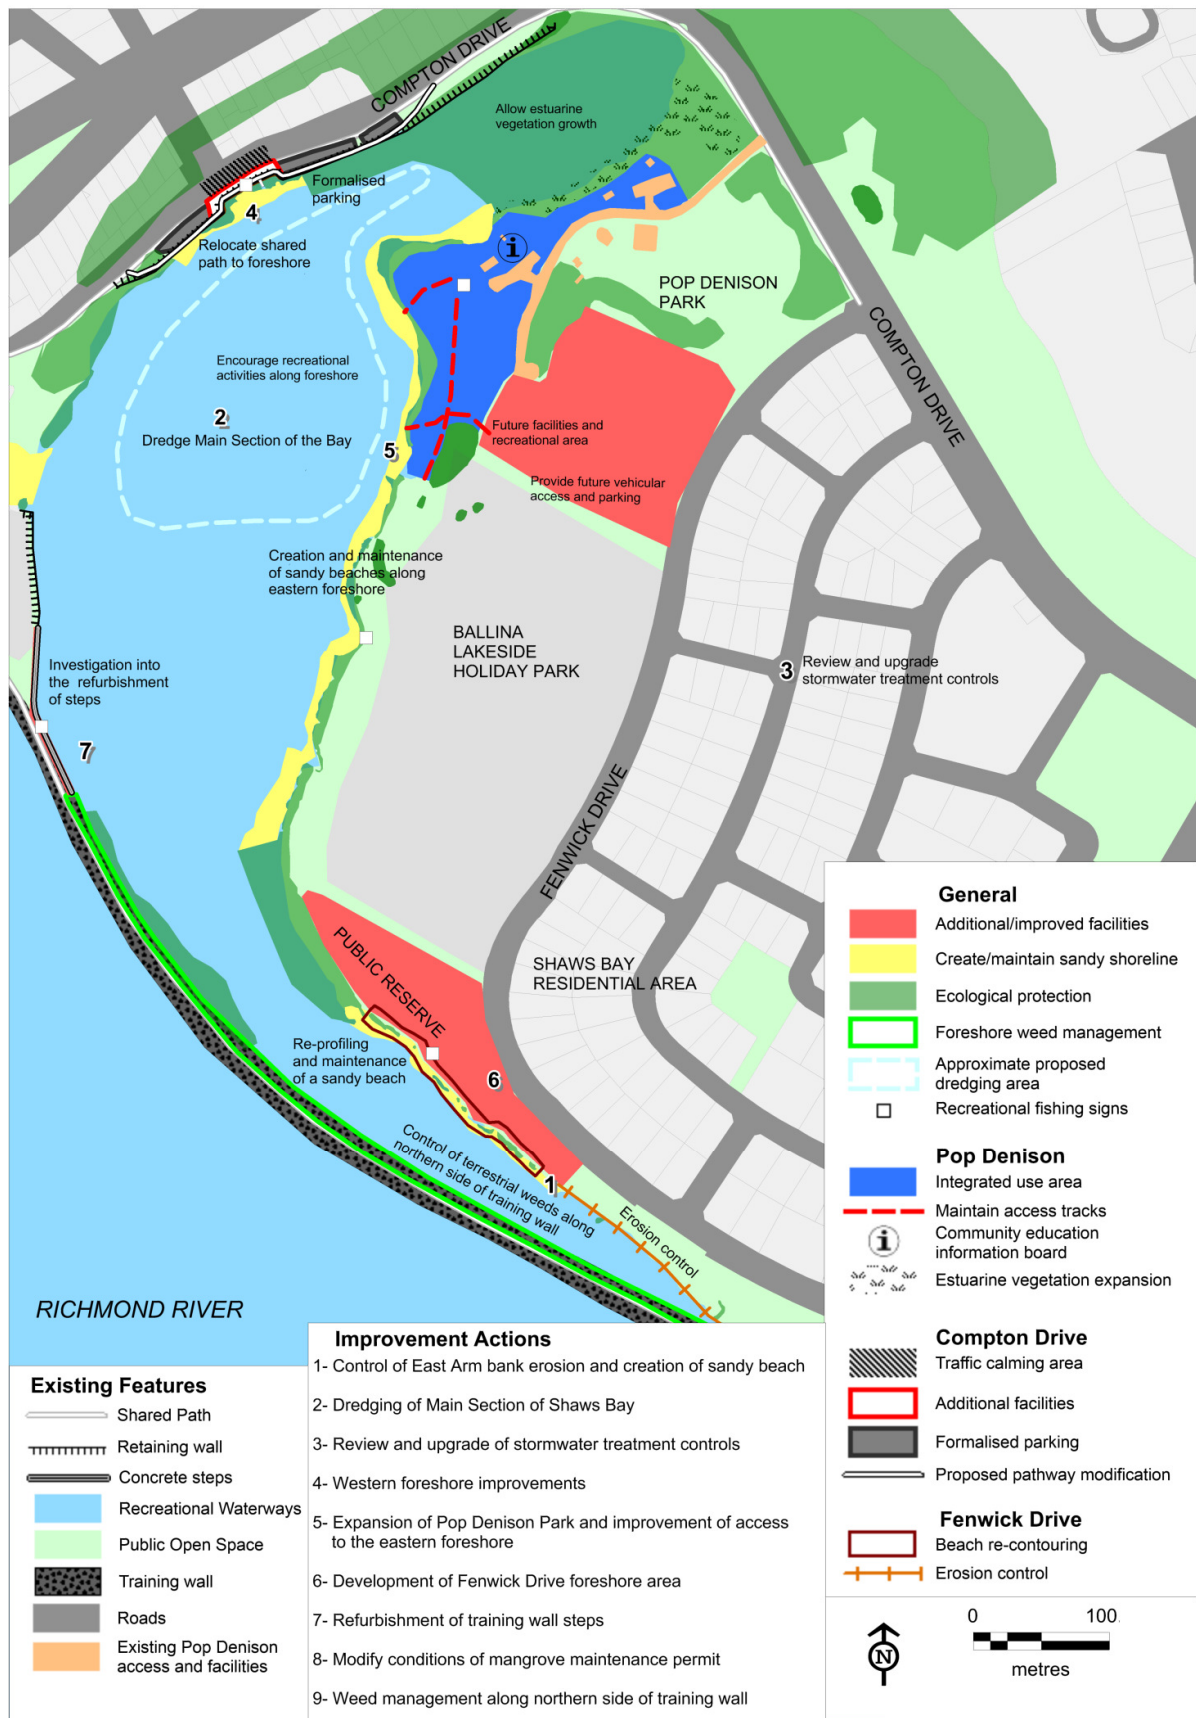 COMPTON DRIVE
Allow estuarine
vegetation growth
Formalised
parking
4
Relocate shared
path to foreshore
i
POP DENISON
PARK
COMPTON DRIVE
Encourage recreational
activities along foreshore
2
Dredge Main Section of the Bay
5
Future facilities and
recreational area
Provide future vehicular
access and parking
Creation and maintenance
of sandy beaches along
eastern foreshore
BALLINA
LAKESIDE
HOLIDAY PARK
3
Review and upgrade
stormwater treatment controls
Investigation into
the refurbishment
of steps
7
FENWICK DRIVE
PUBLIC RESERVE
SHAWS BAY
RESIDENTIAL AREA
Re-profiling
and maintenance
of a sandy beach
6
Control of terrestrial weeds along
northern side of training wall
1
Erosion control
RICHMOND RIVER
General
Additional/improved facilities
Create/maintain sandy shoreline
Ecological protection
Foreshore weed management
Approximate proposed
dredging area
Recreational fishing signs
Pop Denison
Integrated use area
Maintain access tracks
i
Community education
information board
Estuarine vegetation expansion
Compton Drive
Traffic calming area
Additional facilities
Formalised parking
Proposed pathway modification
Fenwick Drive
Beach re-contouring
Erosion control
N
0 100
metres
Existing Features
Shared Path
Retaining wall
Concrete steps
Recreational Waterways
Public Open Space
Training wall
Roads
Existing Pop Denison
access and facilities
Improvement Actions
1- Control of East Arm bank erosion and creation of sandy beach
2- Dredging of Main Section of Shaws Bay
3- Review and upgrade of stormwater treatment controls
4- Western foreshore improvements
5- Expansion of Pop Denison Park and improvement of access
to the eastern foreshore
6- Development of Fenwick Drive foreshore area
7- Refurbishment of training wall steps
8- Modify conditions of mangrove maintenance permit
9- Weed management along northern side of training wall